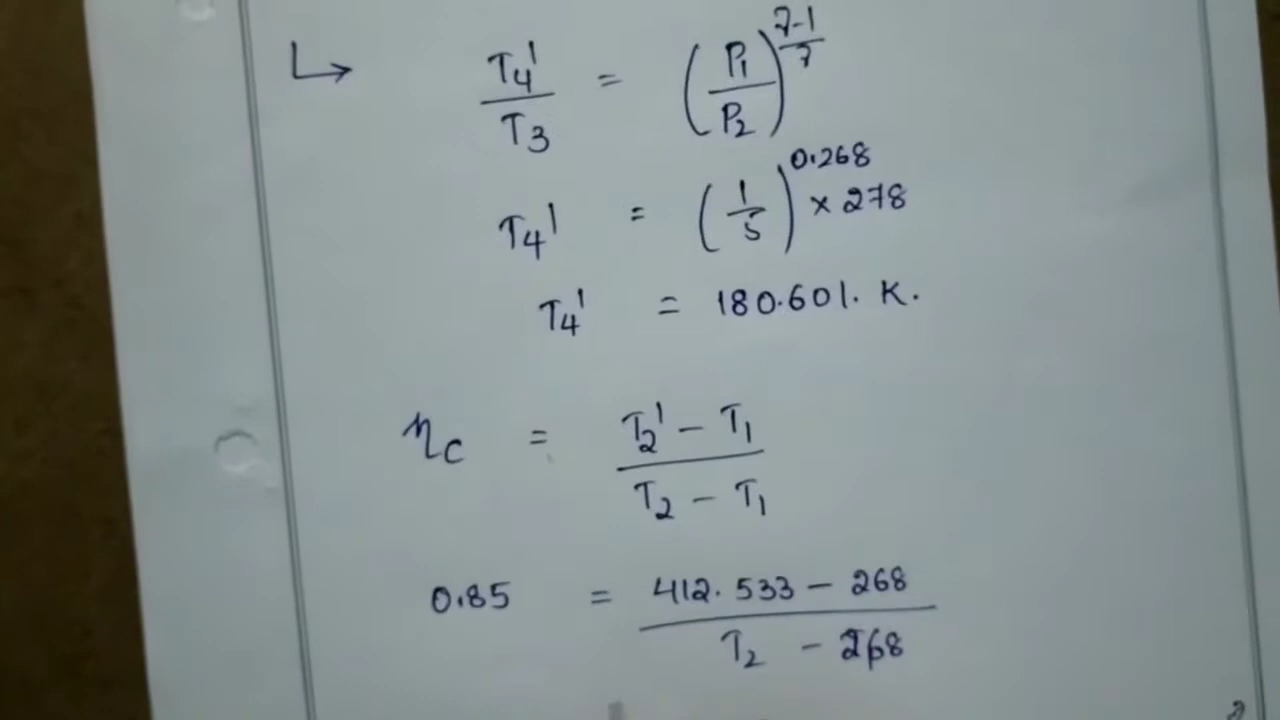 ↳ T₄' / T₃ = (P₁ / P₂)^((γ-1)/γ)
T₄' = (1/5)^0.268 × 278
T₄' = 180.601. K.
η_C = (T₂' - T₁) / (T₂ - T₁)
0.85 = (412.533 - 268) / (T₂ - 268)